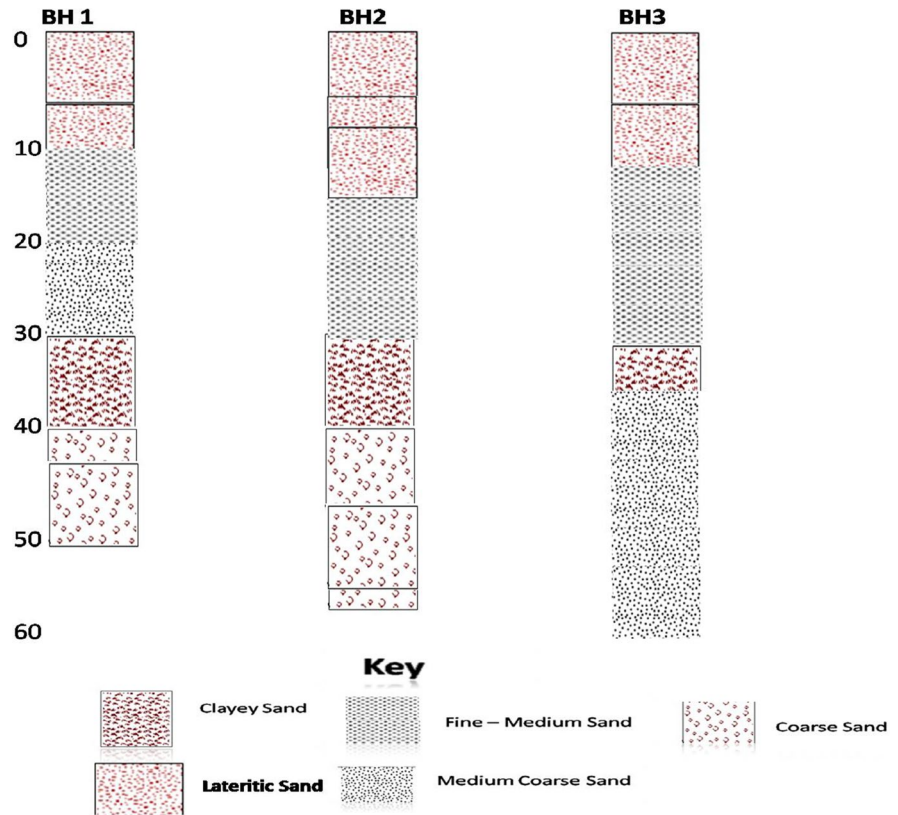 BH 1 BH2 BH3
0
10
20
30
40
50
60
Key
Clayey Sand
Fine – Medium Sand
Coarse Sand
Lateritic Sand
Medium Coarse Sand